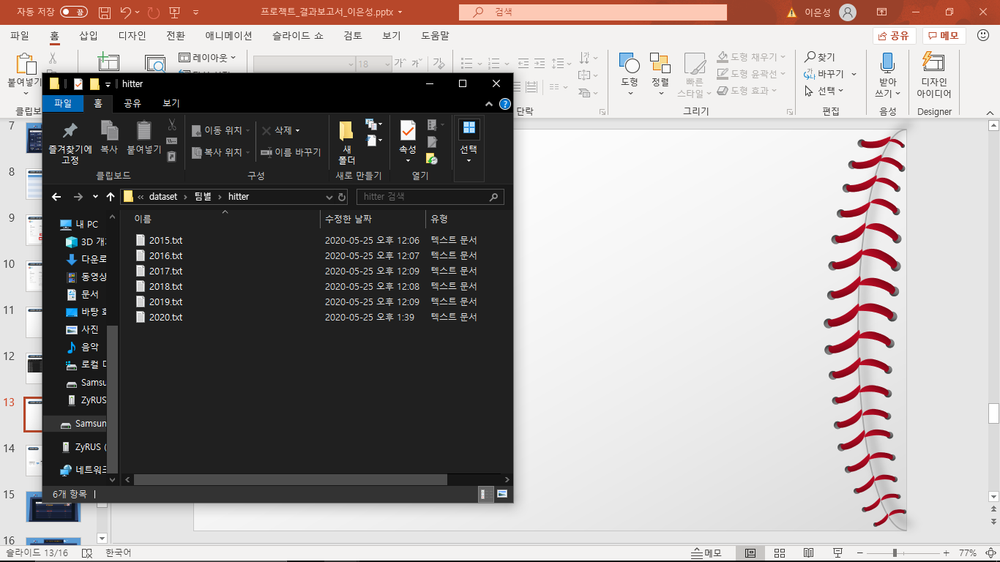 자동 저장 끔 프로젝트_결과보고서_이은성.pptx 검색 이은성
파일 홈 삽입 디자인 전환 애니메이션 슬라이드 쇼 검토 보기 도움말 공유 메모
붙여넣기 레이아웃 18 가 가 가 도형 정렬 빠른 스타일 도형 채우기 도형 윤곽선 도형 효과 찾기 바꾸기 선택 받아쓰기 디자인 아이디어
단락 그리기 편집 음성 Designer
hitter
파일 홈 공유 보기
즐겨찾기에 고정 복사 붙여넣기 이동 위치 복사 위치 삭제 이름 바꾸기 새 폴더 속성 선택
클립보드 구성 새로 만들기 열기
dataset 팀별 hitter hitter 검색
이름 수정한 날짜 유형
2015.txt 2020-05-25 오후 12:06 텍스트 문서
2016.txt 2020-05-25 오후 12:07 텍스트 문서
2017.txt 2020-05-25 오후 12:09 텍스트 문서
2018.txt 2020-05-25 오후 12:08 텍스트 문서
2019.txt 2020-05-25 오후 12:09 텍스트 문서
2020.txt 2020-05-25 오후 1:39 텍스트 문서
내 PC
3D
다운로
동영상
문서
바탕
사진
음악
로컬
Samsu
ZyRUS
Samsun
ZyRUS (
네트워크
6개 항목
7
8
9
10
11
12
13
14
15
16
슬라이드 13/16 한국어 메모 77%